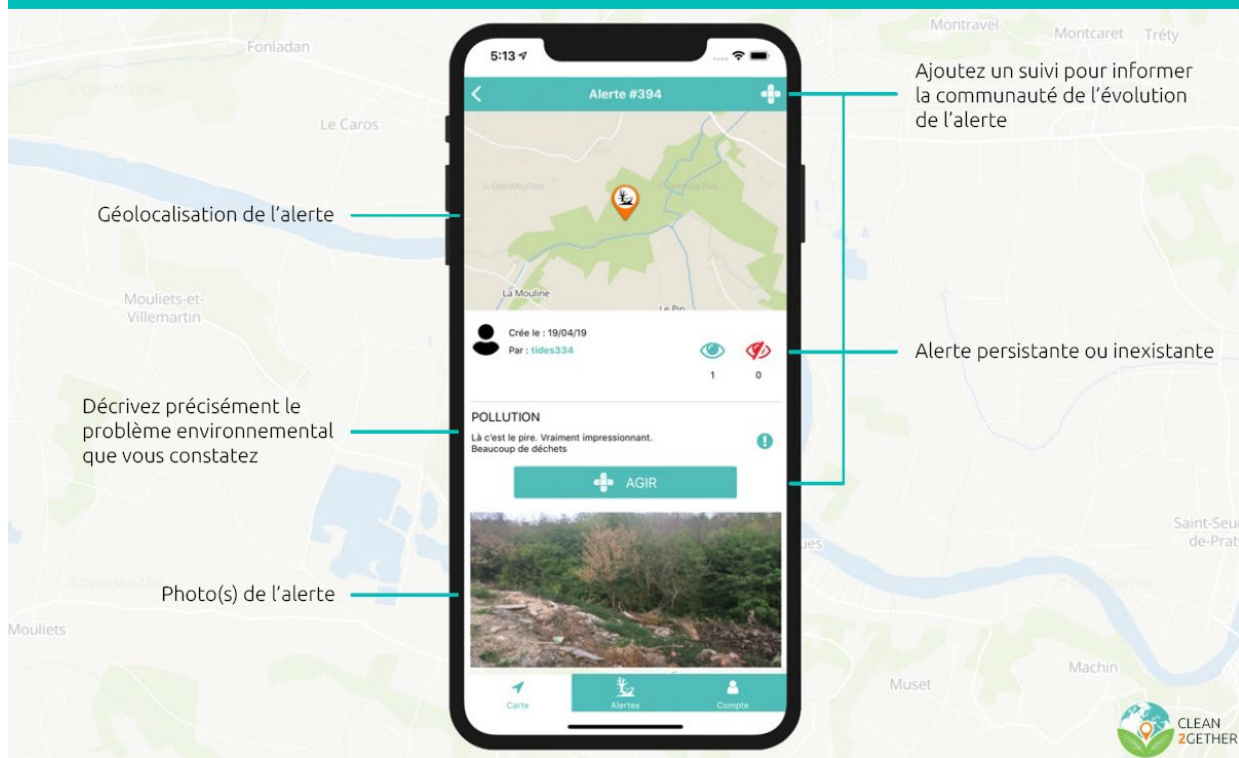 Fonladan
Montravel
Montcaret
Tréty
Le Caros
Mouliets-et-
Villemartin
Mouliets
Saint-Seu
de-Prat
Machin
Muset
© OpenMapTiles
Géolocalisation de l'alerte
Décrivez précisément le
problème environnemental
que vous constatez
Photo(s) de l'alerte
5:13
Alerte #394
© OpenMapTiles
La Mouline
Le Pin
Crée le : 19/04/19
Par : tides334
1
0
POLLUTION
Là c'est le pire. Vraiment impressionnant.
Beaucoup de déchets
AGIR
Carte
Alertes
Compte
Ajoutez un suivi pour informer
la communauté de l'évolution
de l'alerte
Alerte persistante ou inexistante
CLEAN
2GETHER